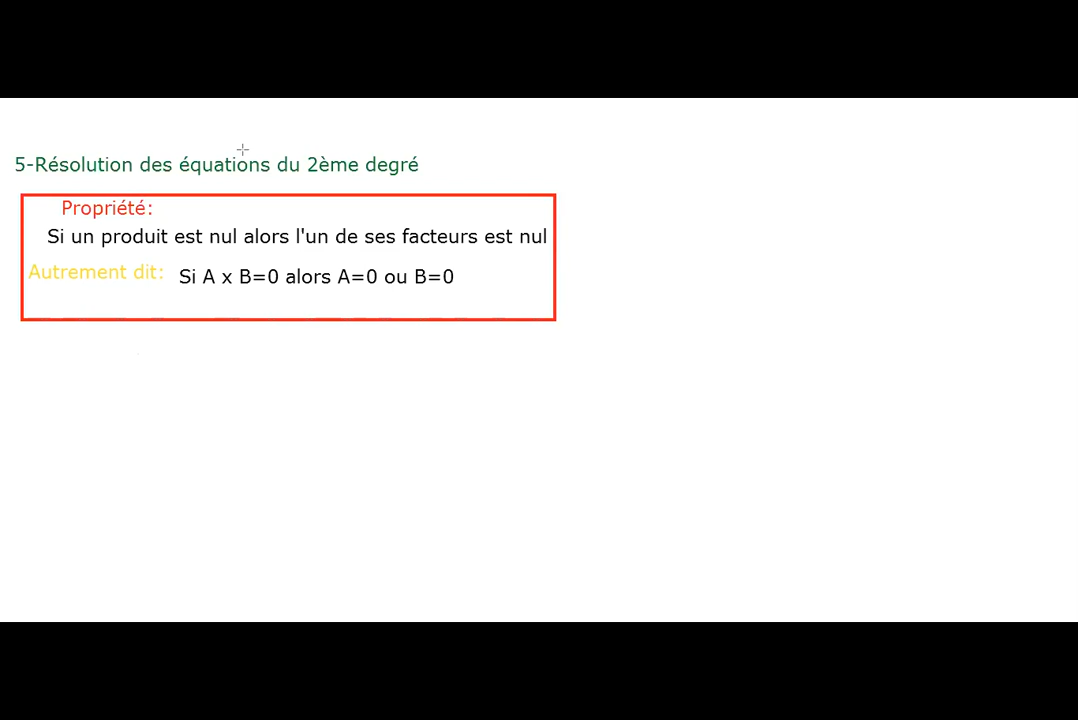 5-Résolution des équations du 2ème degré
Propriété:
Si un produit est nul alors l'un de ses facteurs est nul
Autrement dit: Si A x B=0 alors A=0 ou B=0